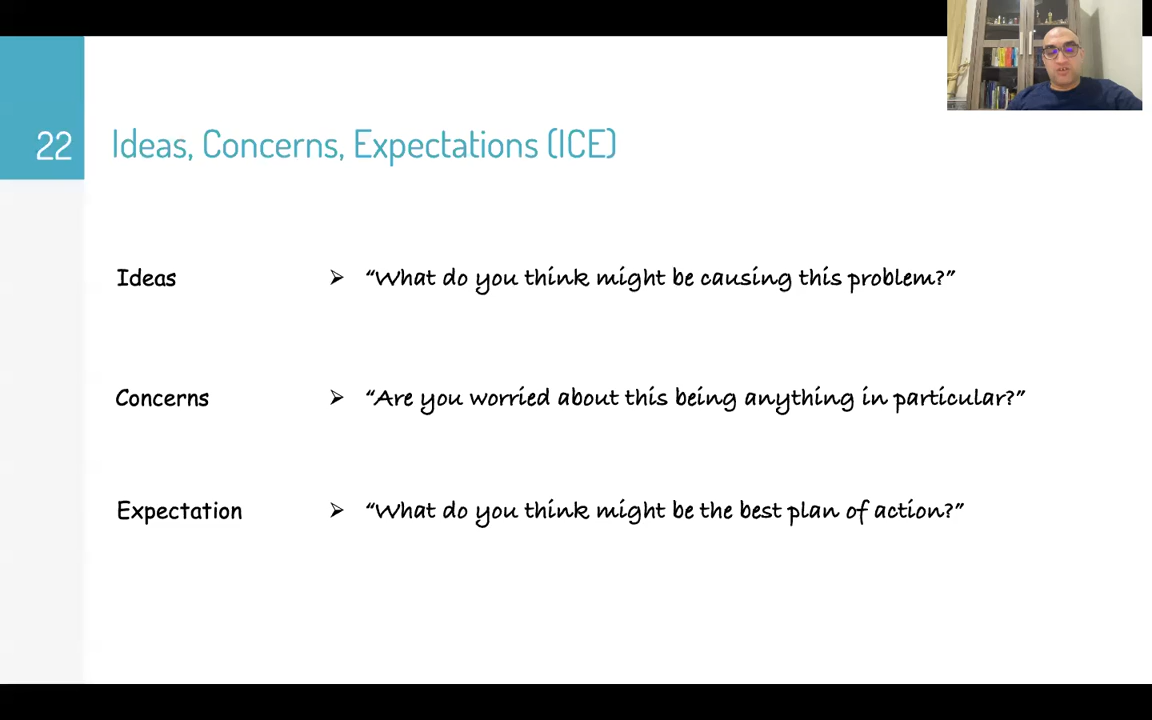 22
Ideas, Concerns, Expectations (ICE)
Ideas ➤ “What do you think might be causing this problem?”
Concerns ➤ “Are you worried about this being anything in particular?”
Expectation ➤ “What do you think might be the best plan of action?”